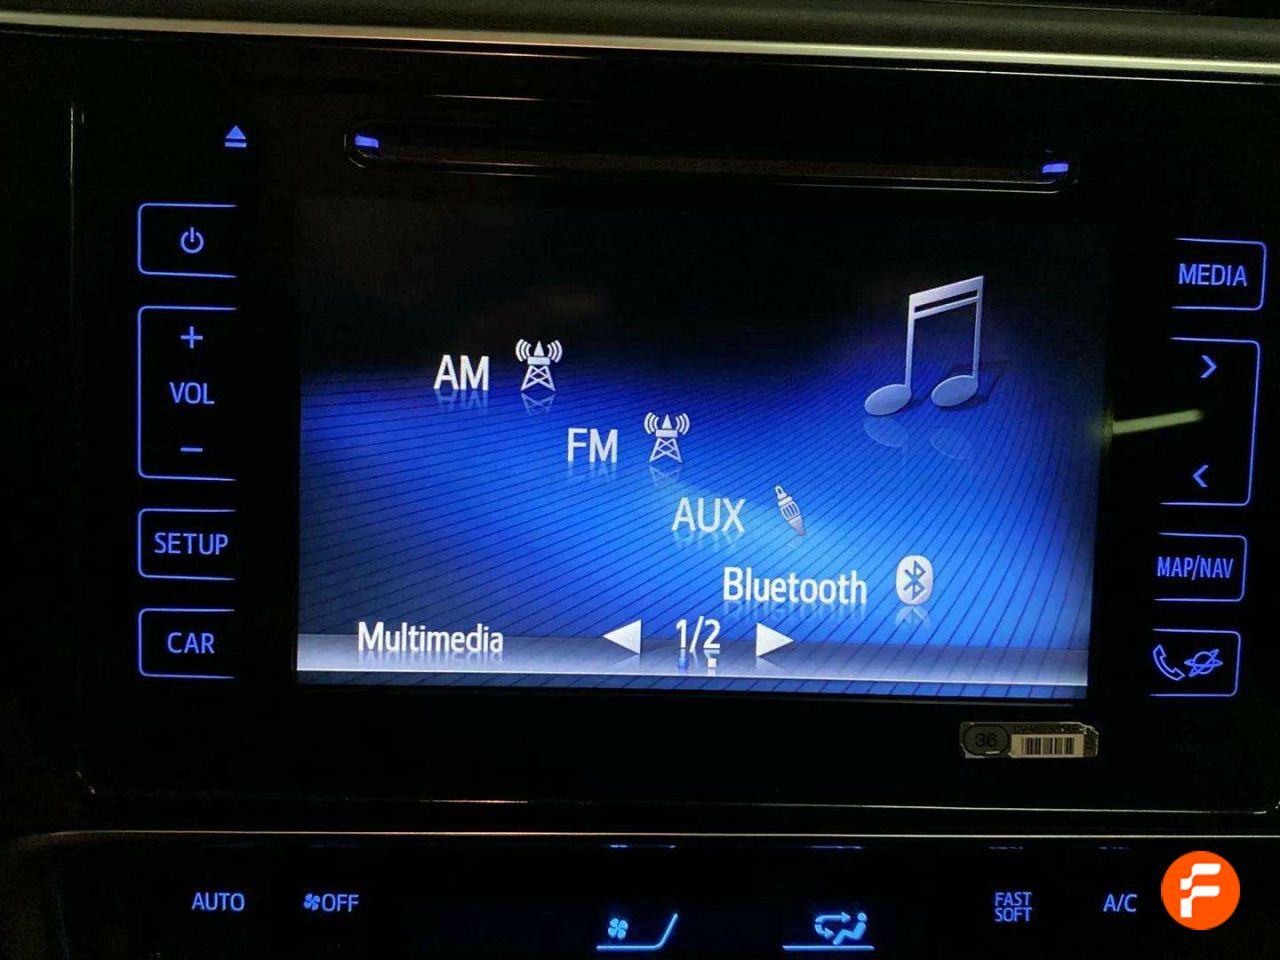 MEDIA
VOL
AM
FM
AUX
SETUP
Bluetooth
MAP/NAV
CAR
Multimedia
1/2
36
AUTO
OFF
FAST
SOFT
A/C